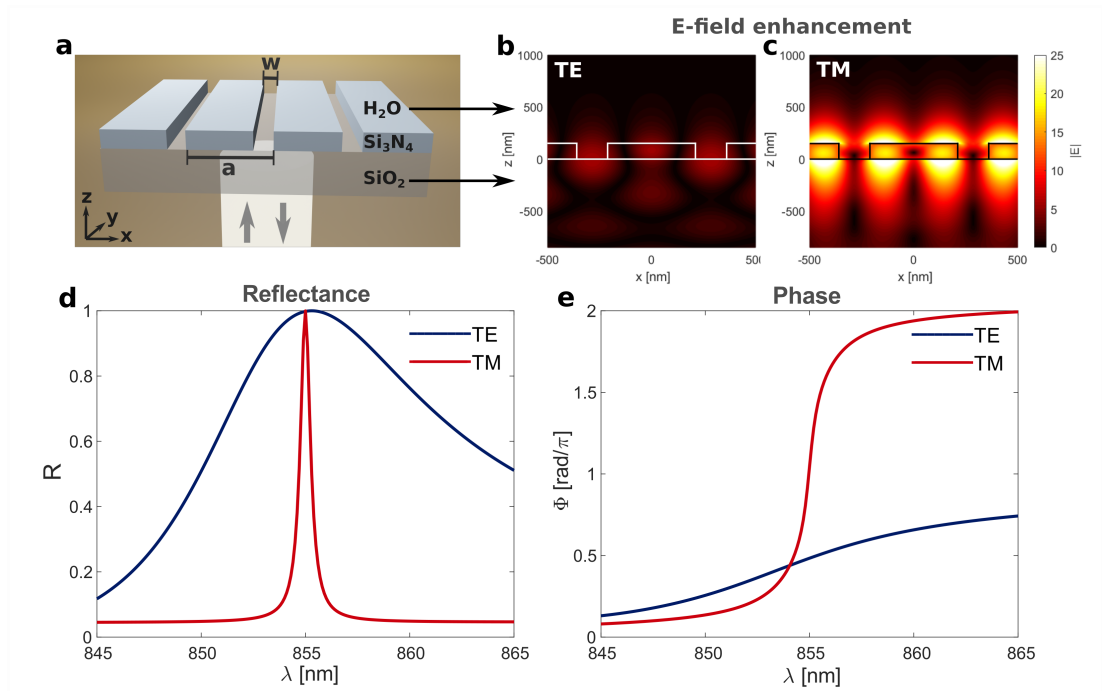 E-field enhancement
a
w
H₂O
Si₃N₄
a
SiO₂
z
y
x
b
TE
1000
500
0
-500
z [nm]
-500
0
500
x [nm]
c
TM
1000
500
0
-500
z [nm]
-500
0
500
x [nm]
25
20
15
10
5
0
|E|
d
Reflectance
TE
TM
1
0.8
0.6
0.4
0.2
0
R
845
850
855
860
865
λ [nm]
e
Phase
TE
TM
2
1.5
1
0.5
0
Φ [rad/π]
845
850
855
860
865
λ [nm]